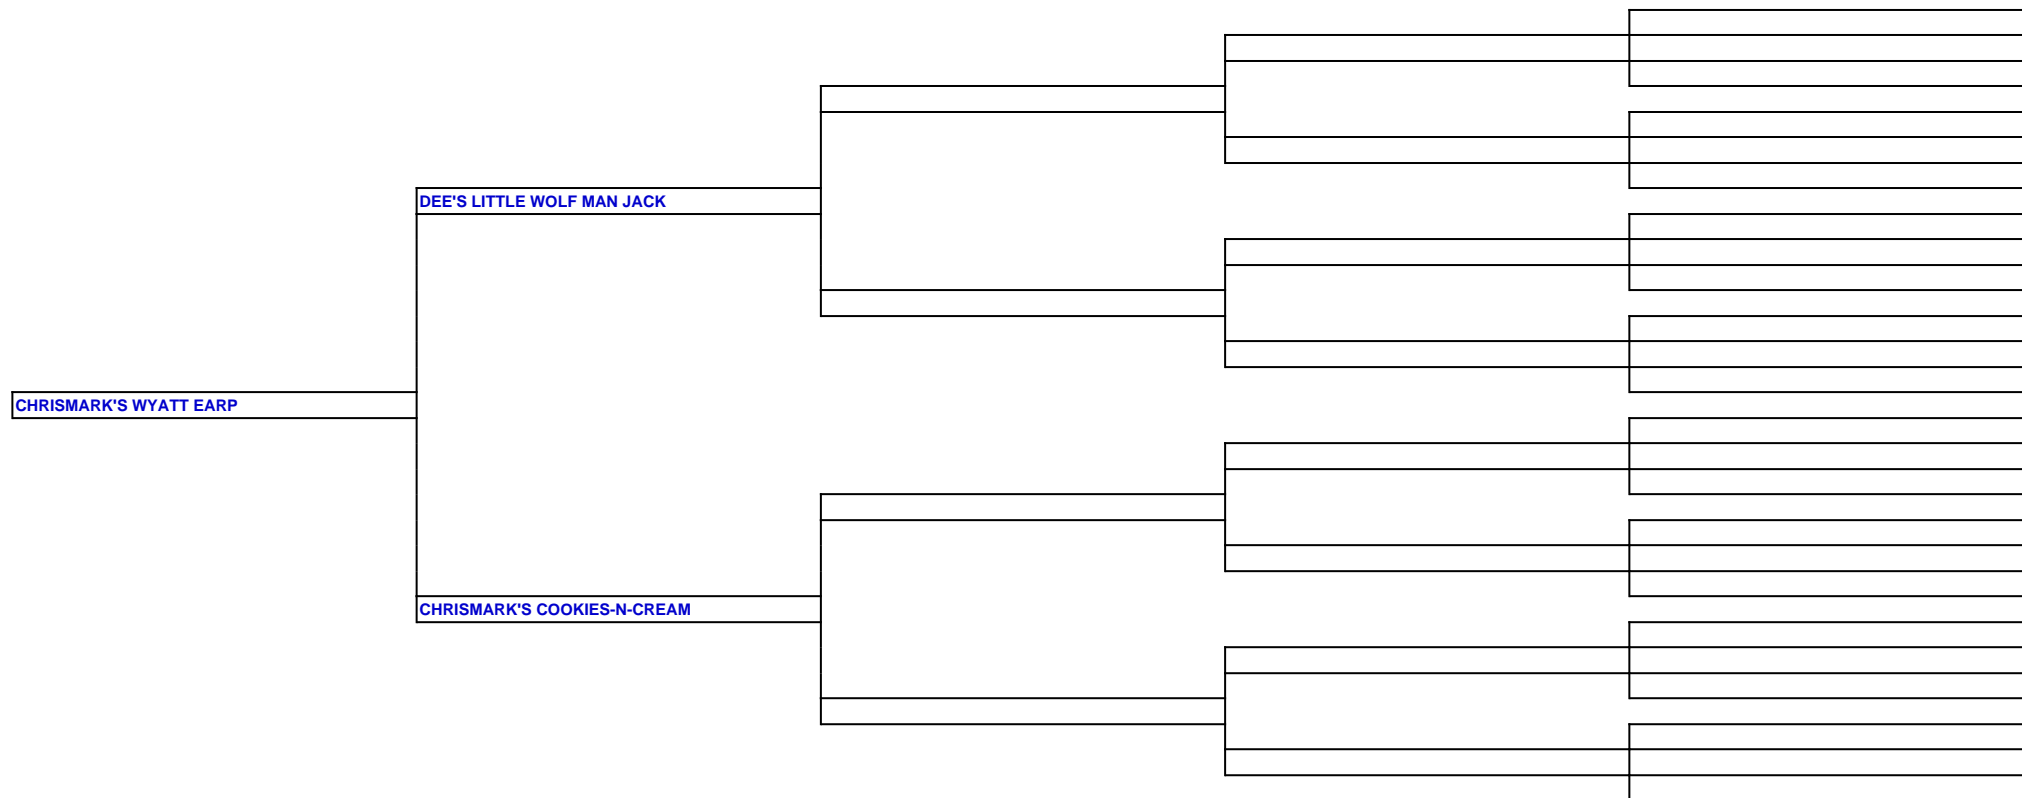 DEE'S LITTLE WOLF MAN JACK
CHRISMARK'S WYATT EARP
CHRISMARK'S COOKIES-N-CREAM